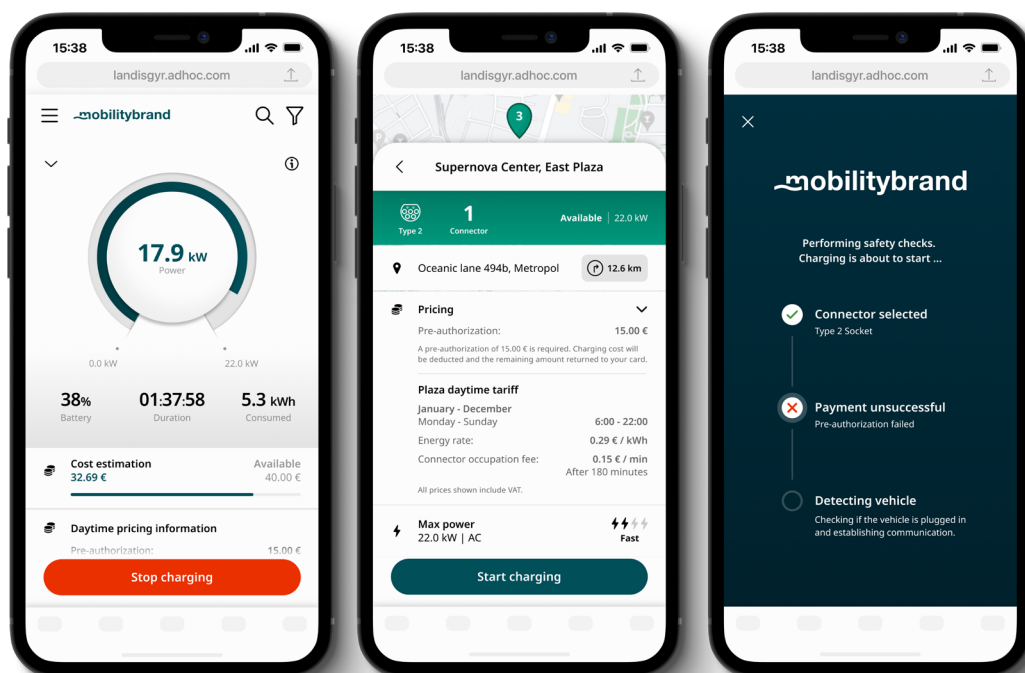 15:38
landisgyr.adhoc.com
mobilitybrand
17.9 kW
Power
0.0 kW
22.0 kW
38%
Battery
01:37:58
Duration
5.3 kWh
Consumed
Cost estimation
32.69 €
Available
40.00 €
Daytime pricing information
Pre-authorization:
15.00 €
Stop charging
15:38
landisgyr.adhoc.com
3
Supernova Center, East Plaza
Type 2
1
Connector
Available | 22.0 kW
Oceanic lane 494b, Metropol
12.6 km
Pricing
Pre-authorization:
15.00 €
A pre-authorization of 15.00 € is required. Charging cost will
be deducted and the remaining amount returned to your card.
Plaza daytime tariff
January - December
Monday - Sunday
6:00 - 22:00
Energy rate:
0.29 € / kWh
Connector occupation fee:
0.15 € / min
After 180 minutes
All prices shown include VAT.
Max power
22.0 kW | AC
Fast
Start charging
15:38
landisgyr.adhoc.com
mobilitybrand
Performing safety checks.
Charging is about to start ...
Connector selected
Type 2 Socket
Payment unsuccessful
Pre-authorization failed
Detecting vehicle
Checking if the vehicle is plugged in
and establishing communication.